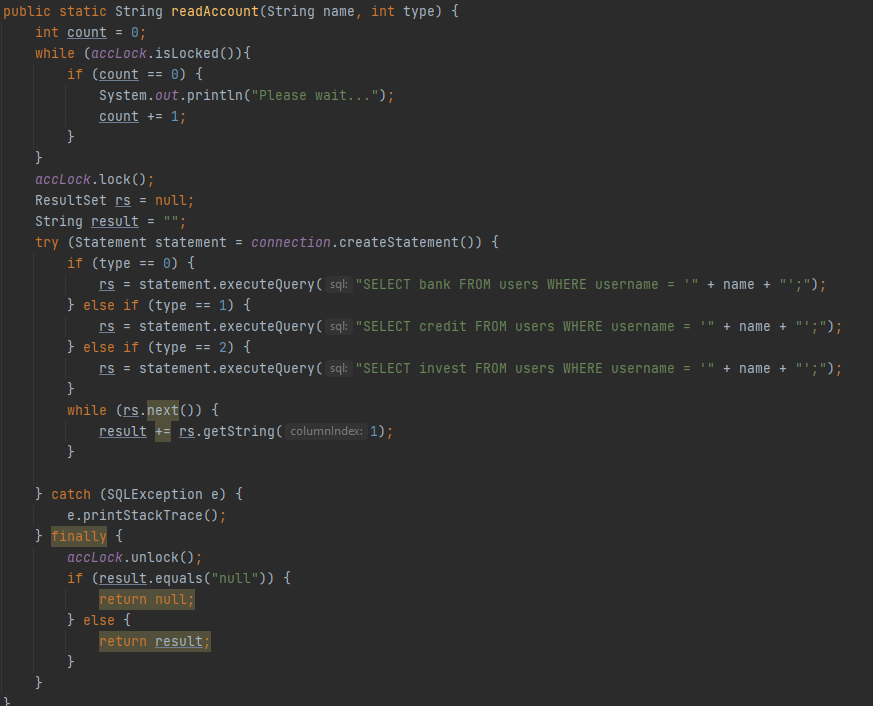 public static String readAccount(String name, int type) {
    int count = 0;
    while (accLock.isLocked()){
        if (count == 0) {
            System.out.println("Please wait...");
            count += 1;
        }
    }
    accLock.lock();
    ResultSet rs = null;
    String result = "";
    try (Statement statement = connection.createStatement()) {
        if (type == 0) {
            rs = statement.executeQuery( sql: "SELECT bank FROM users WHERE username = '" + name + "';");
        } else if (type == 1) {
            rs = statement.executeQuery( sql: "SELECT credit FROM users WHERE username = '" + name + "';");
        } else if (type == 2) {
            rs = statement.executeQuery( sql: "SELECT invest FROM users WHERE username = '" + name + "';");
        }
        while (rs.next()) {
            result += rs.getString( columnIndex: 1);
        }

    } catch (SQLException e) {
        e.printStackTrace();
    } finally {
        accLock.unlock();
        if (result.equals("null")) {
            return null;
        } else {
            return result;
        }
    }
}